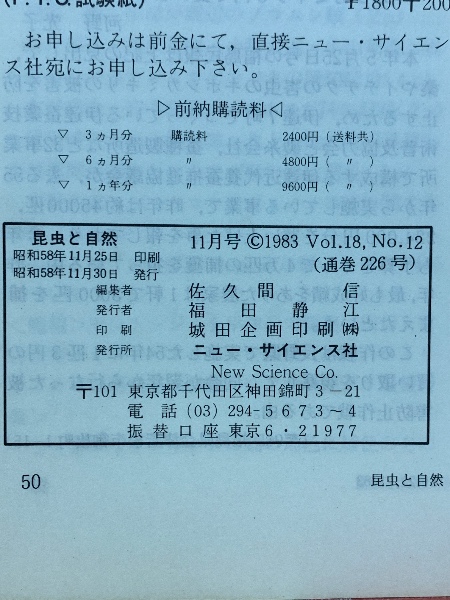 (P.T.C.試験紙) ￥1800〒200
お申し込みは前金にて，直接ニュー・サイエン
ス社宛にお申し込み下さい。
▷前納購読料◁
▽ 3ヵ月分 購読料 2400円（送料共）
▽ 6ヵ月分 〃 4800円（ 〃 ）
▽ 1ヵ年分 〃 9600円（ 〃 ）
昆虫と自然 11月号 ©1983 Vol.18, No.12
昭和58年11月25日 印刷
昭和58年11月30日 発行 （通巻226号）
編集者 佐久間 信
発行者 福田静江
印刷 城田企画印刷㈱
発行所 ニュー・サイエンス社
New Science Co.
〒101 東京都千代田区神田錦町3－21
電話 (03) 294-5673～4
振替口座 東京6・21977
50 昆虫と自然